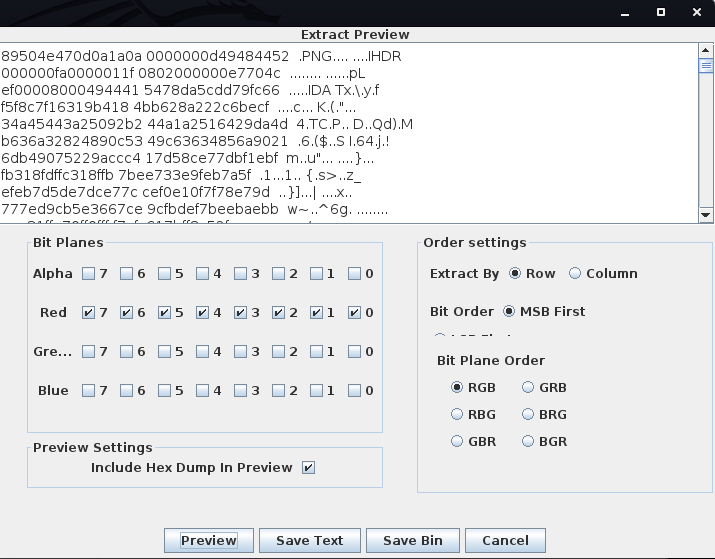 Extract Preview
89504e470d0a1a0a 0000000d49484452 .PNG.... ....IHDR
000000fa0000011f 0802000000e7704c ........ ......pL
ef00008000494441 5478da5cdd79fc66 .....IDA Tx.\.y.f
f5f8c7f16319b418 4bb628a222c6becf ....c... K.(."...
34a45443a25092b2 44a1a2516429da4d 4.TC.P.. D..Qd).M
b636a32824890c53 49c63634856a9021 .6.($..S I.64.j.!
6db49075229accc4 17d58ce77dbf1ebf m..u"... ....}...
fb318fdffc318ffb 7bee733e9feb7a5f .1...1.. {.s>..z_
efeb7d5de7dce77c cef0e10f7f78e79d ..}]...| ....x..
777ed9cb5e3667ce 9cfbdef7beebaebb w~..^6g. ........
Bit Planes
Alpha 7 6 5 4 3 2 1 0
Red 7 6 5 4 3 2 1 0
Gre... 7 6 5 4 3 2 1 0
Blue 7 6 5 4 3 2 1 0
Preview Settings
Include Hex Dump In Preview
Order settings
Extract By Row Column
Bit Order MSB First
Bit Plane Order
RGB GRB
RBG BRG
GBR BGR
Preview Save Text Save Bin Cancel